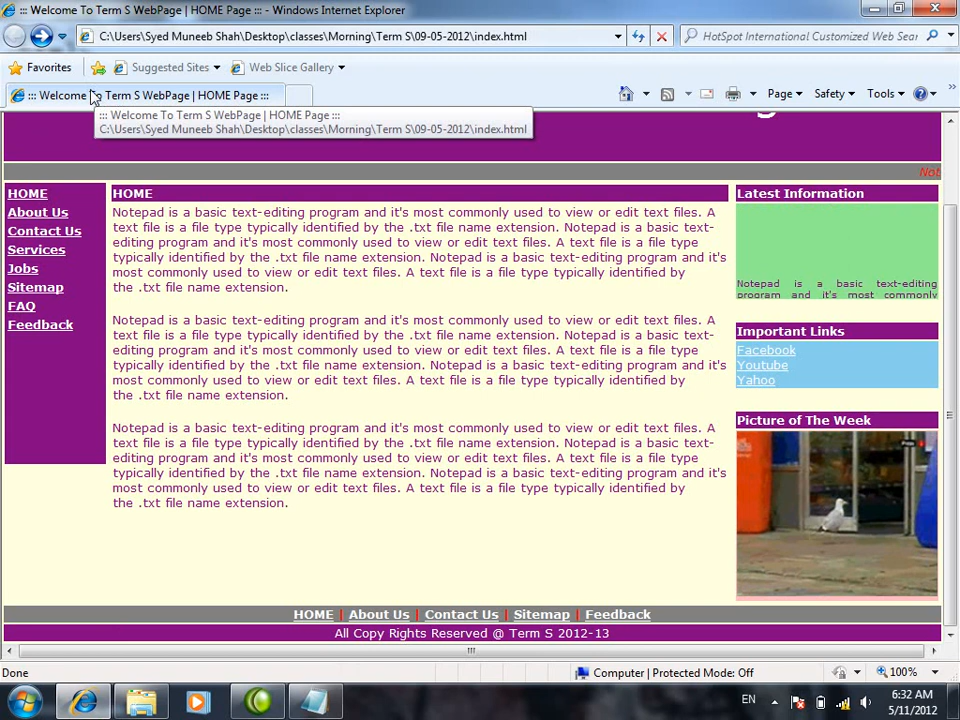 ::: Welcome To Term S WebPage | HOME Page ::: - Windows Internet Explorer
C:\Users\Syed Muneeb Shah\Desktop\classes\Morning\Term S\09-05-2012\index.html
HotSpot International Customized Web Sear
Favorites
Suggested Sites
Web Slice Gallery
::: Welcome To Term S WebPage | HOME Page :::
Page
Safety
Tools
»
::: Welcome To Term S WebPage | HOME Page :::
C:\Users\Syed Muneeb Shah\Desktop\classes\Morning\Term S\09-05-2012\index.html
Not
HOME
About Us
Contact Us
Services
Jobs
Sitemap
FAQ
Feedback
HOME
Notepad is a basic text-editing program and it's most commonly used to view or edit text files. A
text file is a file type typically identified by the .txt file name extension. Notepad is a basic text-
editing program and it's most commonly used to view or edit text files. A text file is a file type
typically identified by the .txt file name extension. Notepad is a basic text-editing program and it's
most commonly used to view or edit text files. A text file is a file type typically identified by
the .txt file name extension.
Notepad is a basic text-editing program and it's most commonly used to view or edit text files. A
text file is a file type typically identified by the .txt file name extension. Notepad is a basic text-
editing program and it's most commonly used to view or edit text files. A text file is a file type
typically identified by the .txt file name extension. Notepad is a basic text-editing program and it's
most commonly used to view or edit text files. A text file is a file type typically identified by
the .txt file name extension.
Notepad is a basic text-editing program and it's most commonly used to view or edit text files. A
text file is a file type typically identified by the .txt file name extension. Notepad is a basic text-
editing program and it's most commonly used to view or edit text files. A text file is a file type
typically identified by the .txt file name extension. Notepad is a basic text-editing program and it's
most commonly used to view or edit text files. A text file is a file type typically identified by
the .txt file name extension.
Latest Information
Notepad is a basic text-editing
program and it's most commonly
Important Links
Facebook
Youtube
Yahoo
Picture of The Week
HOME | About Us | Contact Us | Sitemap | Feedback
All Copy Rights Reserved @ Term S 2012-13
Done
Computer | Protected Mode: Off
100%
EN
6:32 AM
5/11/2012